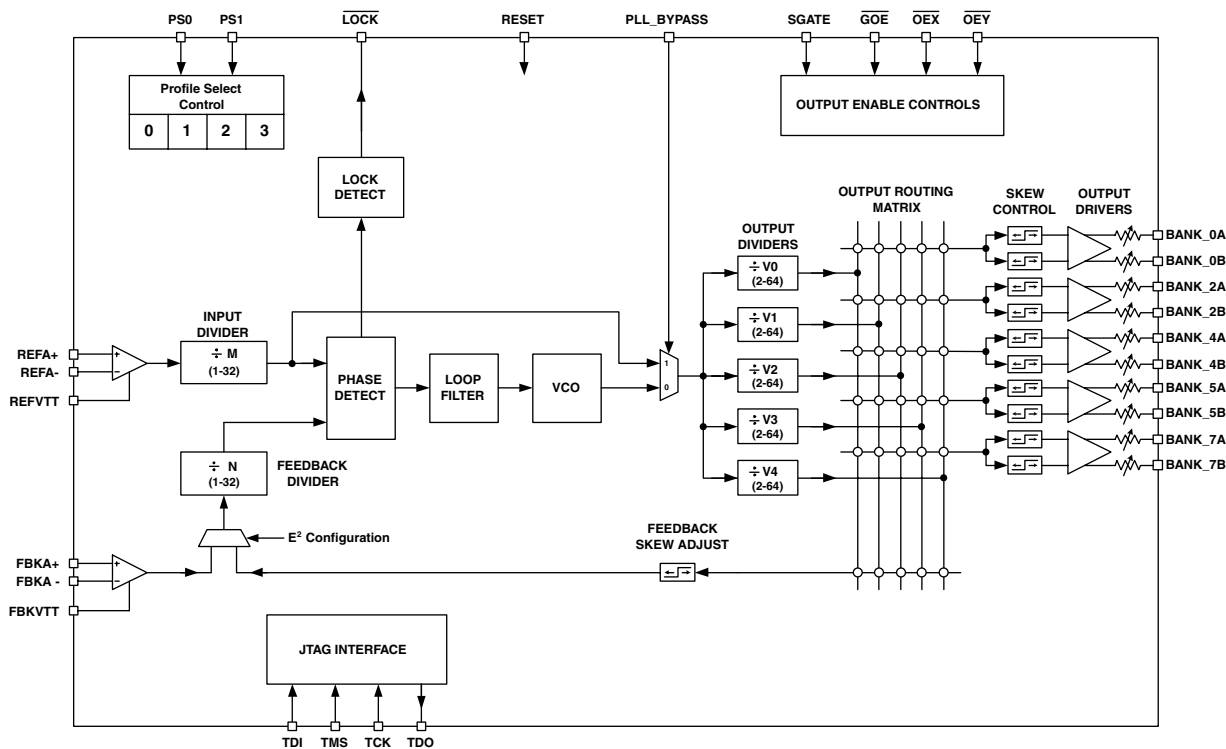 PS0 PS1 LOCK RESET PLL_BYPASS SGATE GOE OEX OEY
Profile Select
Control
0 1 2 3
OUTPUT ENABLE CONTROLS
LOCK
DETECT
OUTPUT ROUTING
MATRIX
SKEW
CONTROL
OUTPUT
DRIVERS
OUTPUT
DIVIDERS
BANK_0A
BANK_0B
BANK_2A
BANK_2B
BANK_4A
BANK_4B
BANK_5A
BANK_5B
BANK_7A
BANK_7B
÷ V0
(2-64)
÷ V1
(2-64)
÷ V2
(2-64)
÷ V3
(2-64)
÷ V4
(2-64)
INPUT
DIVIDER
÷ M
(1-32)
REFA+
REFA-
REFVTT
+
−
PHASE
DETECT
LOOP
FILTER
VCO
1
0
÷ N
(1-32)
FEEDBACK
DIVIDER
E² Configuration
FEEDBACK
SKEW ADJUST
FBKA+
FBKA -
FBKVTT
+
−
JTAG INTERFACE
TDI TMS TCK TDO